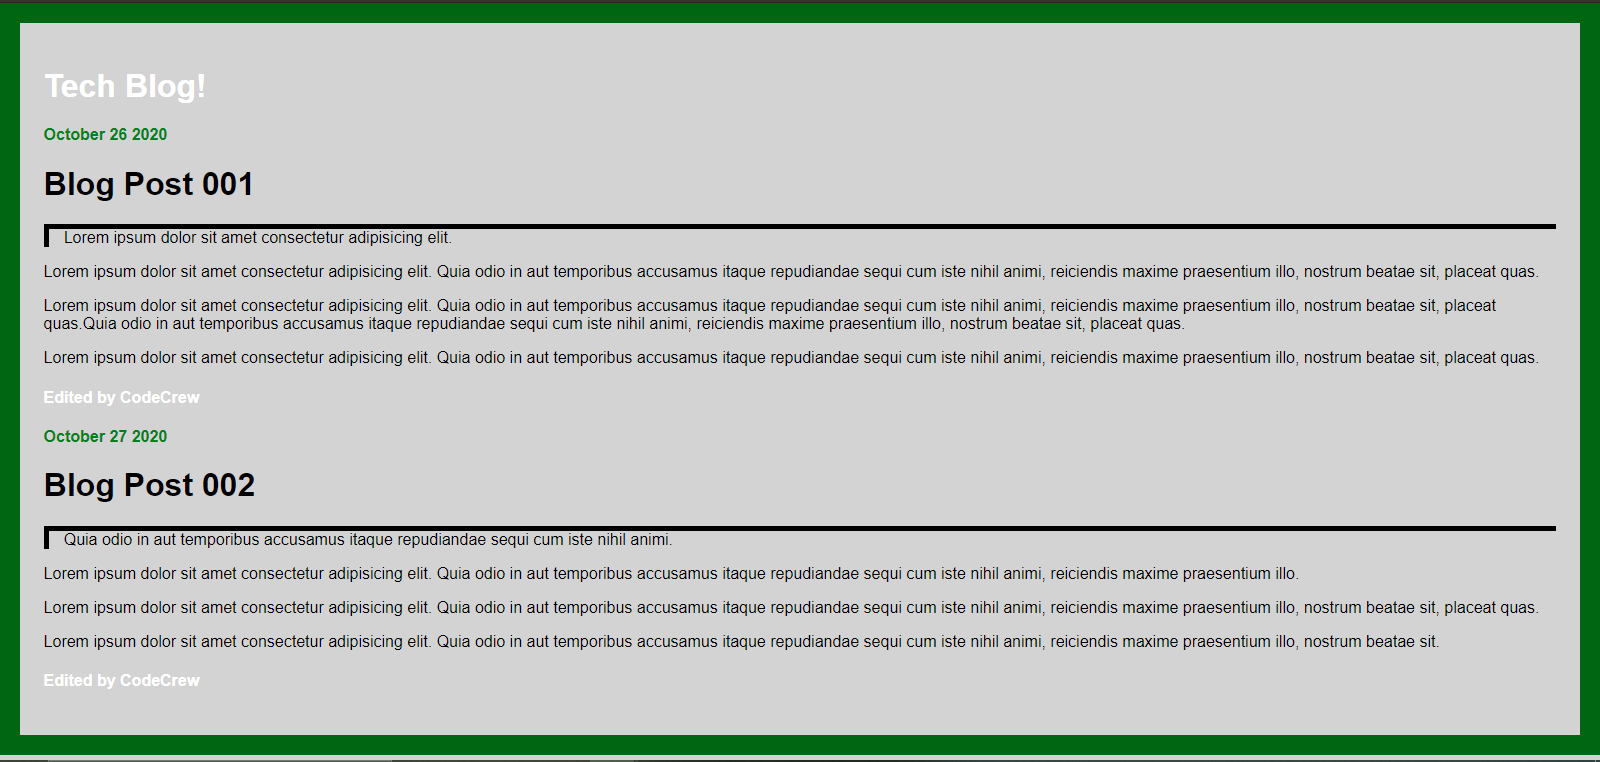 Tech Blog!
October 26 2020
Blog Post 001
Lorem ipsum dolor sit amet consectetur adipisicing elit.
Lorem ipsum dolor sit amet consectetur adipisicing elit. Quia odio in aut temporibus accusamus itaque repudiandae sequi cum iste nihil animi, reiciendis maxime praesentium illo, nostrum beatae sit, placeat quas.
Lorem ipsum dolor sit amet consectetur adipisicing elit. Quia odio in aut temporibus accusamus itaque repudiandae sequi cum iste nihil animi, reiciendis maxime praesentium illo, nostrum beatae sit, placeat
quas.Quia odio in aut temporibus accusamus itaque repudiandae sequi cum iste nihil animi, reiciendis maxime praesentium illo, nostrum beatae sit, placeat quas.
Lorem ipsum dolor sit amet consectetur adipisicing elit. Quia odio in aut temporibus accusamus itaque repudiandae sequi cum iste nihil animi, reiciendis maxime praesentium illo, nostrum beatae sit, placeat quas.
Edited by CodeCrew
October 27 2020
Blog Post 002
Quia odio in aut temporibus accusamus itaque repudiandae sequi cum iste nihil animi.
Lorem ipsum dolor sit amet consectetur adipisicing elit. Quia odio in aut temporibus accusamus itaque repudiandae sequi cum iste nihil animi, reiciendis maxime praesentium illo.
Lorem ipsum dolor sit amet consectetur adipisicing elit. Quia odio in aut temporibus accusamus itaque repudiandae sequi cum iste nihil animi, reiciendis maxime praesentium illo, nostrum beatae sit, placeat quas.
Lorem ipsum dolor sit amet consectetur adipisicing elit. Quia odio in aut temporibus accusamus itaque repudiandae sequi cum iste nihil animi, reiciendis maxime praesentium illo, nostrum beatae sit.
Edited by CodeCrew